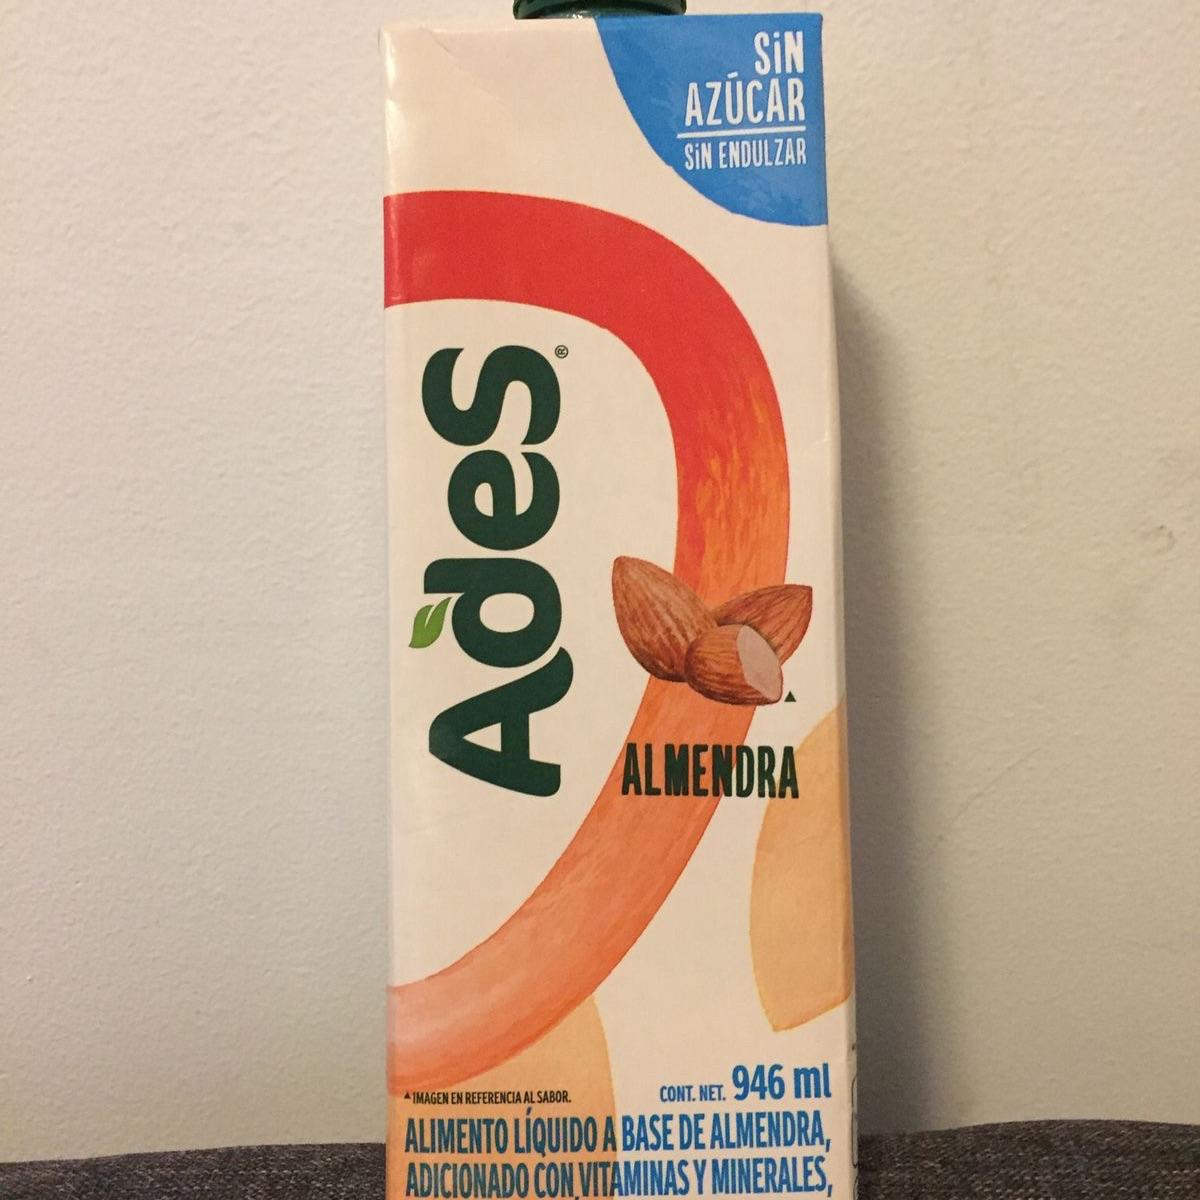 SiN
AZÚCAR
SiN ENDULZAR
AdeS®
ALMENDRA
▲IMAGEN EN REFERENCIA AL SABOR.
CONT. NET. 946 ml
ALIMENTO LÍQUIDO A BASE DE ALMENDRA,
ADICIONADO CON VITAMINAS Y MINERALES,